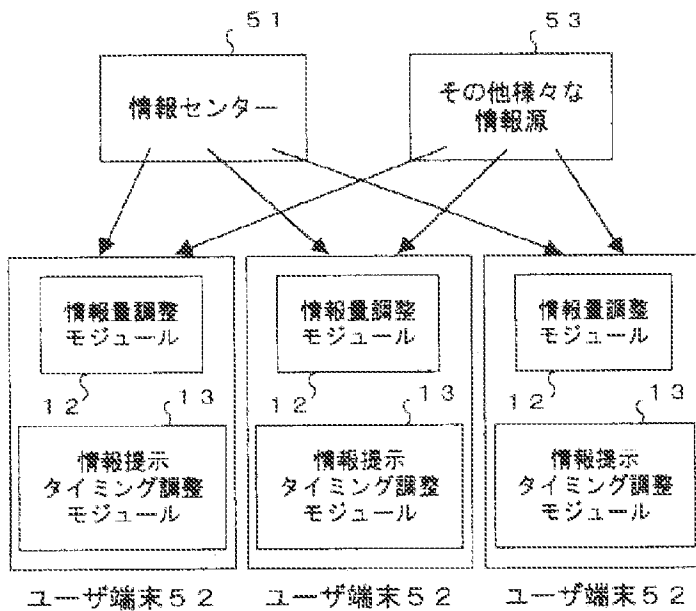 ５１
５３
情報センター
その他様々な
情報源
情報量調整
モジュール
１２
１３
情報提示
タイミング調整
モジュール
ユーザ端末５２
情報量調整
モジュール
１２
１３
情報提示
タイミング調整
モジュール
ユーザ端末５２
情報量調整
モジュール
１２
１３
情報提示
タイミング調整
モジュール
ユーザ端末５２